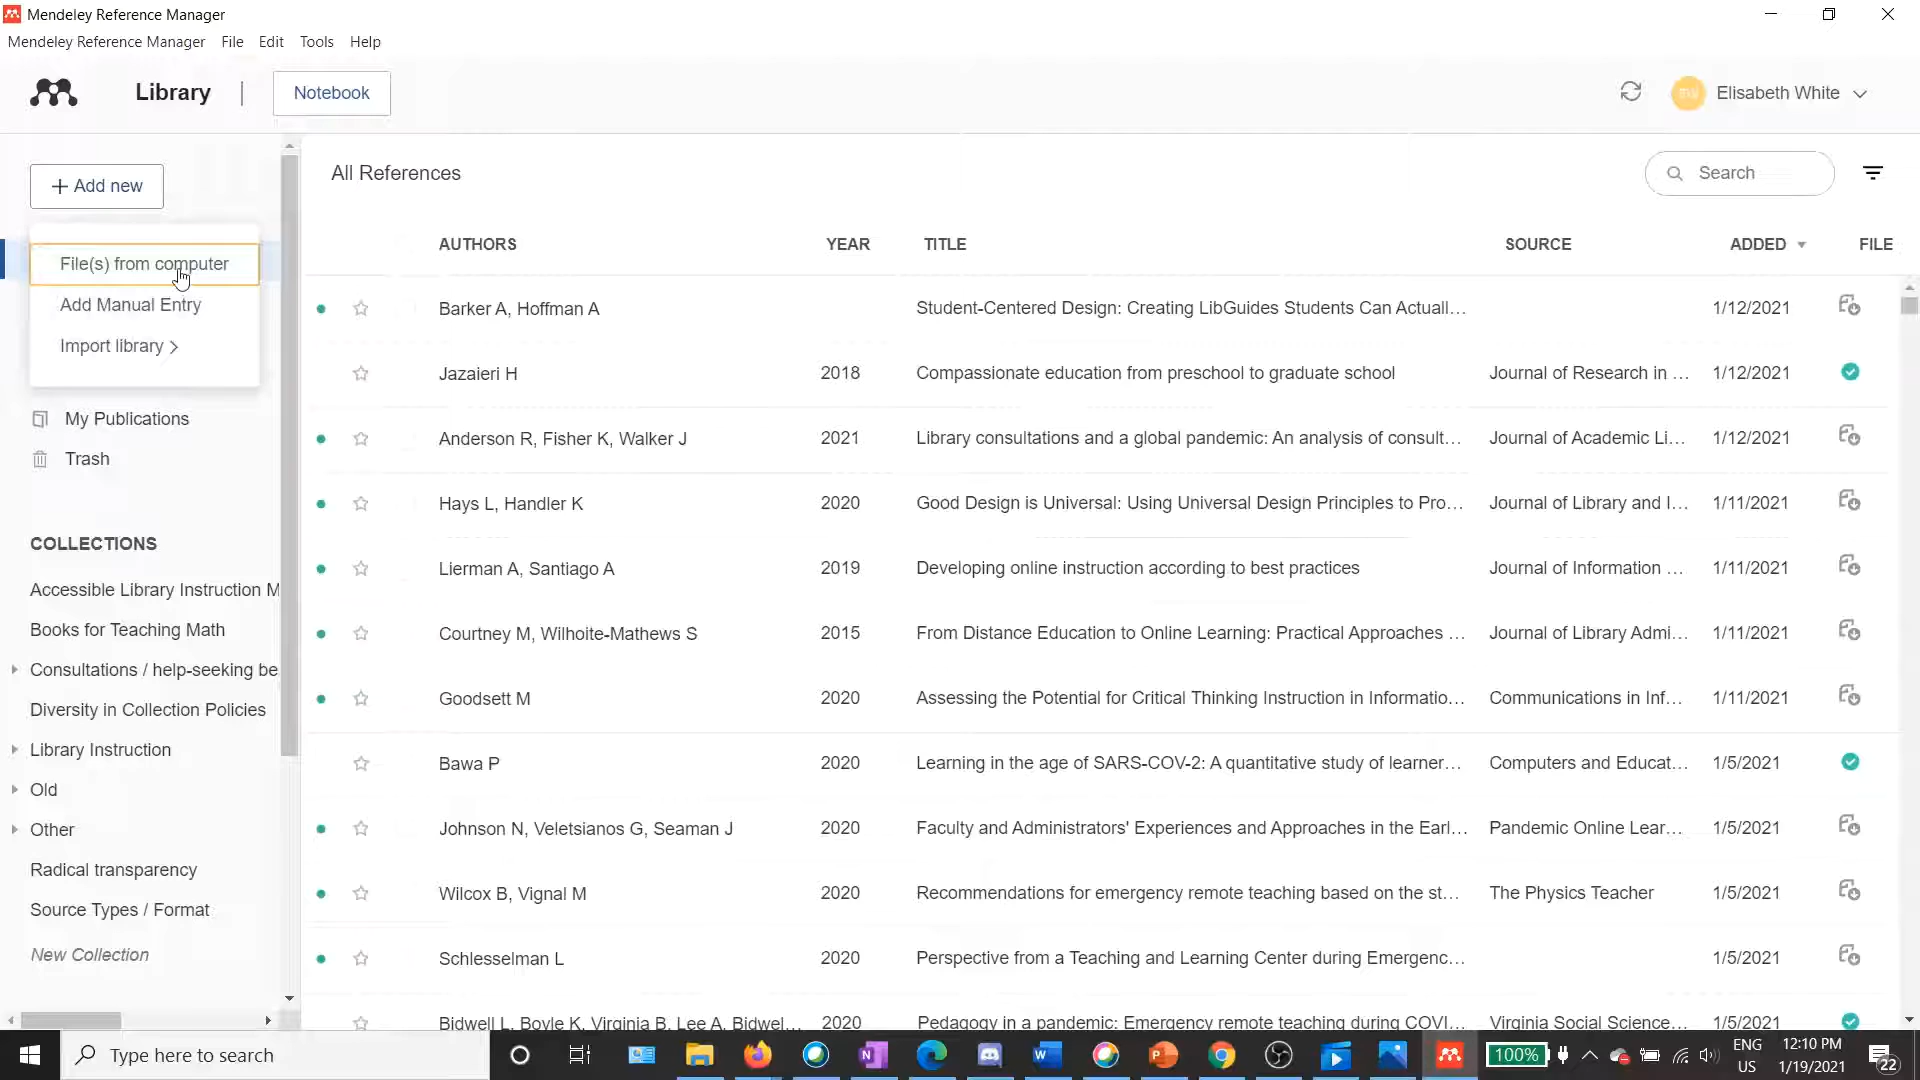 Mendeley Reference Manager
Mendeley Reference Manager File Edit Tools Help
Library | Notebook
Elisabeth White
+ Add new
File(s) from computer
Add Manual Entry
Import library >
My Publications
Trash
COLLECTIONS
Accessible Library Instruction M
Books for Teaching Math
Consultations / help-seeking be
Diversity in Collection Policies
Library Instruction
Old
Other
Radical transparency
Source Types / Format
New Collection
All References
Search
AUTHORS YEAR TITLE SOURCE ADDED FILE
Barker A, Hoffman A Student-Centered Design: Creating LibGuides Students Can Actuall... 1/12/2021
Jazaieri H 2018 Compassionate education from preschool to graduate school Journal of Research in ... 1/12/2021
Anderson R, Fisher K, Walker J 2021 Library consultations and a global pandemic: An analysis of consult... Journal of Academic Li... 1/12/2021
Hays L, Handler K 2020 Good Design is Universal: Using Universal Design Principles to Pro... Journal of Library and I... 1/11/2021
Lierman A, Santiago A 2019 Developing online instruction according to best practices Journal of Information ... 1/11/2021
Courtney M, Wilhoite-Mathews S 2015 From Distance Education to Online Learning: Practical Approaches ... Journal of Library Admi... 1/11/2021
Goodsett M 2020 Assessing the Potential for Critical Thinking Instruction in Informatio... Communications in Inf... 1/11/2021
Bawa P 2020 Learning in the age of SARS-COV-2: A quantitative study of learner... Computers and Educat... 1/5/2021
Johnson N, Veletsianos G, Seaman J 2020 Faculty and Administrators' Experiences and Approaches in the Earl... Pandemic Online Lear... 1/5/2021
Wilcox B, Vignal M 2020 Recommendations for emergency remote teaching based on the st... The Physics Teacher 1/5/2021
Schlesselman L 2020 Perspective from a Teaching and Learning Center during Emergenc... 1/5/2021
Bidwell L, Boyle K, Virginia B, Lee A, Bidwel... 2020 Pedagogy in a pandemic: Emergency remote teaching during COVI... Virginia Social Science... 1/5/2021
Type here to search
100%
ENG
US
12:10 PM
1/19/2021
22